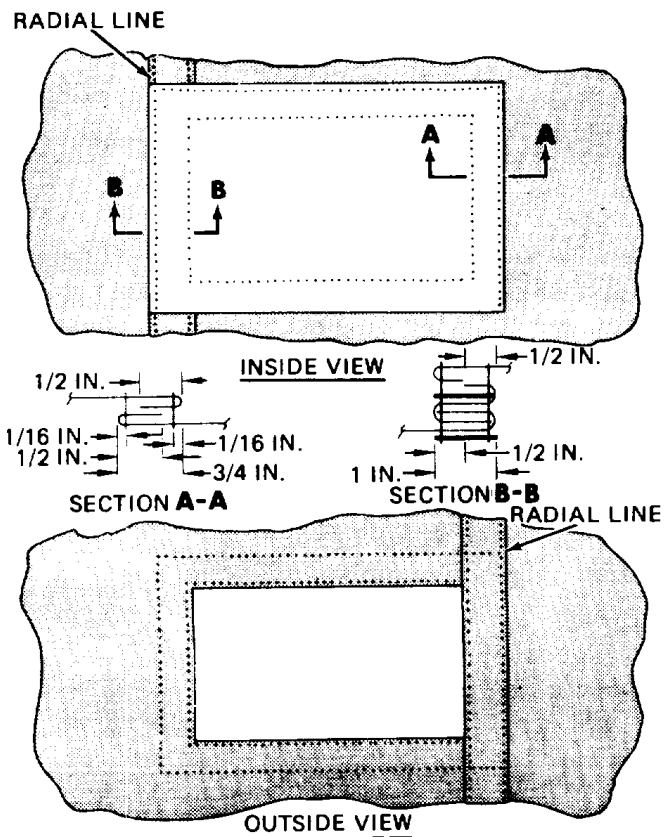 RADIAL LINE
A A
B B
INSIDE VIEW
1/2 IN.
1/2 IN.
1/16 IN.
1/16 IN.
1/2 IN.
3/4 IN.
1/2 IN.
1 IN.
SECTION A-A
SECTION B-B
RADIAL LINE
OUTSIDE VIEW